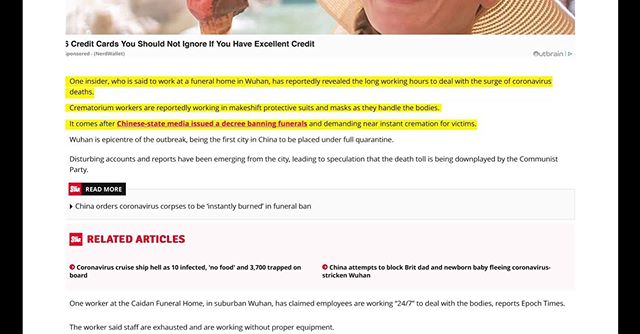 6 Credit Cards You Should Not Ignore If You Have Excellent Credit
Sponsored · (NerdWallet)
Outbrain
One insider, who is said to work at a funeral home in Wuhan, has reportedly revealed the long working hours to deal with the surge of coronavirus
deaths.
Crematorium workers are reportedly working in makeshift protective suits and masks as they handle the bodies.
It comes after Chinese-state media issued a decree banning funerals and demanding near instant cremation for victims.
Wuhan is epicentre of the outbreak, being the first city in China to be placed under full quarantine.
Disturbing accounts and reports have been emerging from the city, leading to speculation that the death toll is being downplayed by the Communist
Party.
READ MORE
China orders coronavirus corpses to be 'instantly burned' in funeral ban
RELATED ARTICLES
Coronavirus cruise ship hell as 10 infected, 'no food' and 3,700 trapped on
board
China attempts to block Brit dad and newborn baby fleeing coronavirus-
stricken Wuhan
One worker at the Caidan Funeral Home, in suburban Wuhan, has claimed employees are working "24/7" to deal with the bodies, reports Epoch Times.
The worker said staff are exhausted and are working without proper equipment.